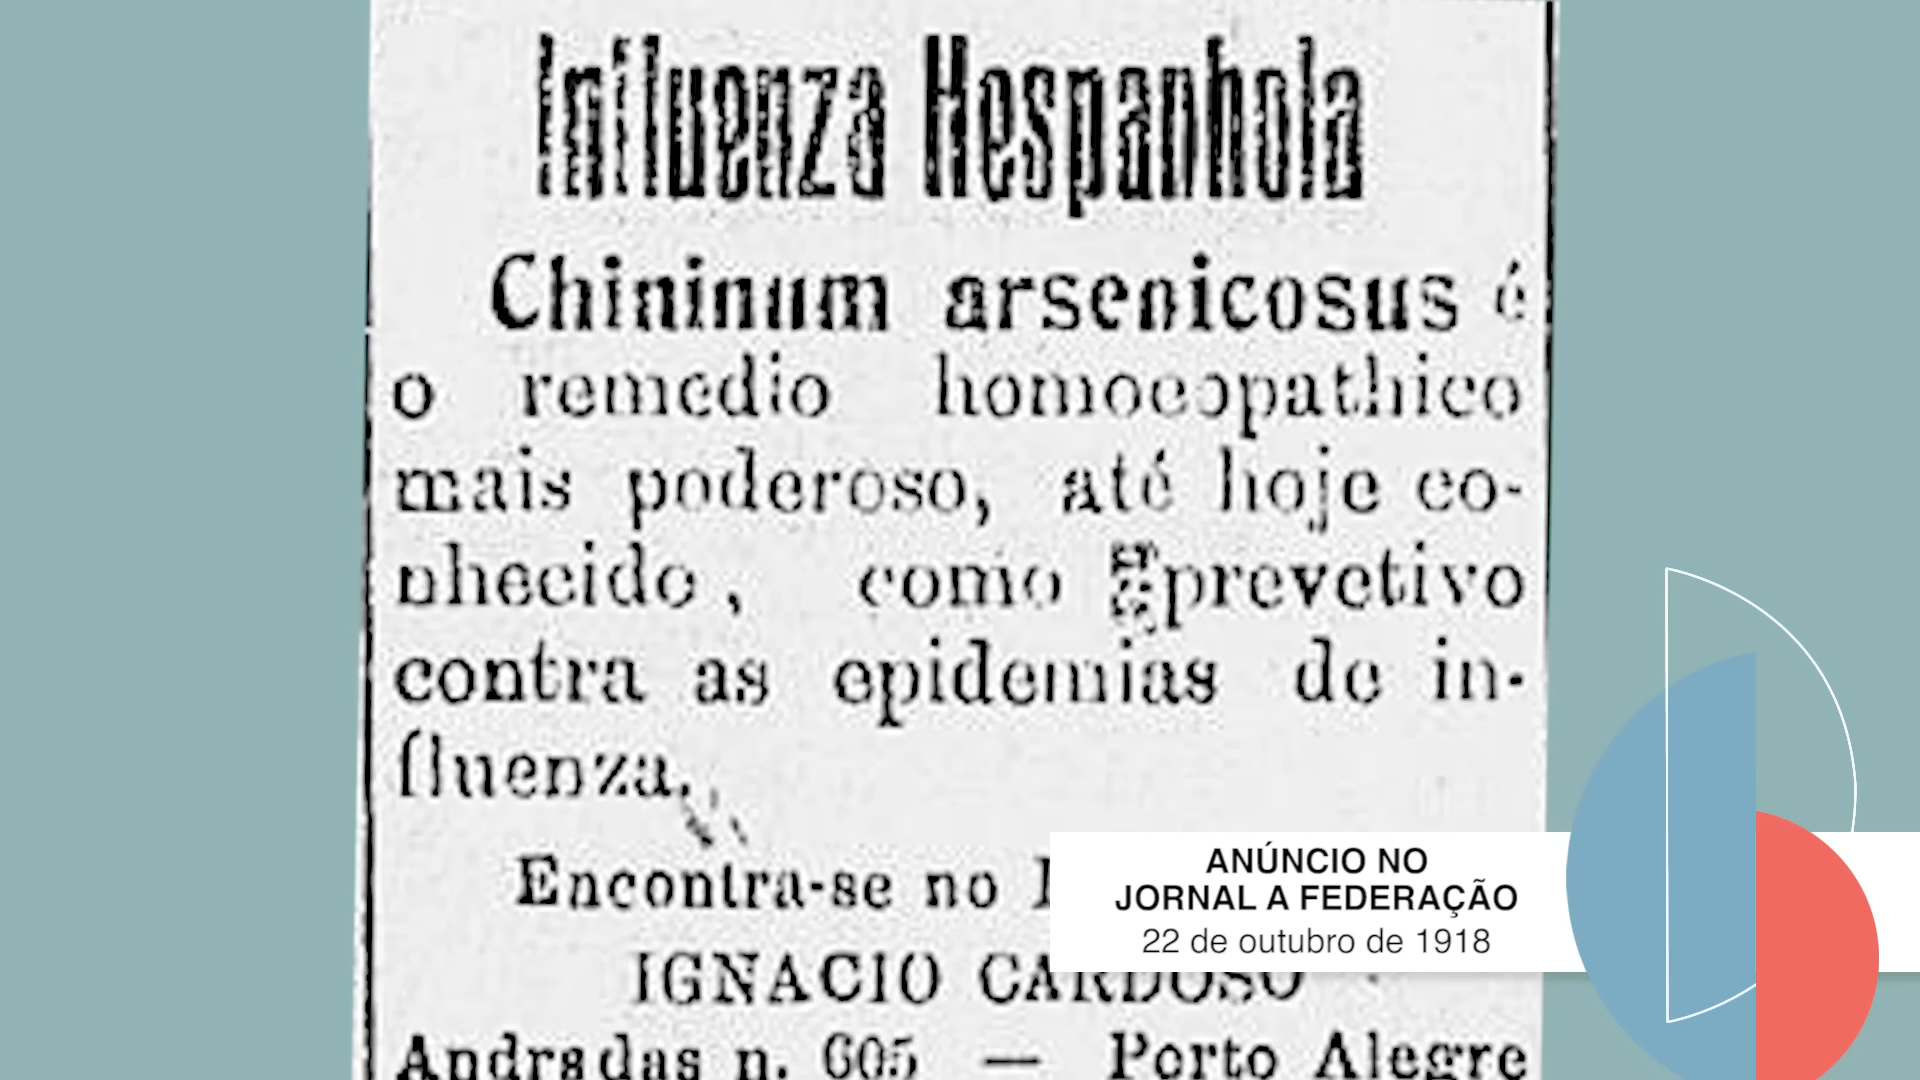 Influenza Hespanhola
Chininum arsenicosus é
o remedio homoeopathico
mais poderoso, até hoje co-
nhecido, como prevetivo
contra as epidemias de in-
fluenza.
Encontra-se no
IGNACIO CARDOSO
Andradas n. 605 — Porto Alegre
ANÚNCIO NO
JORNAL A FEDERAÇÃO
22 de outubro de 1918